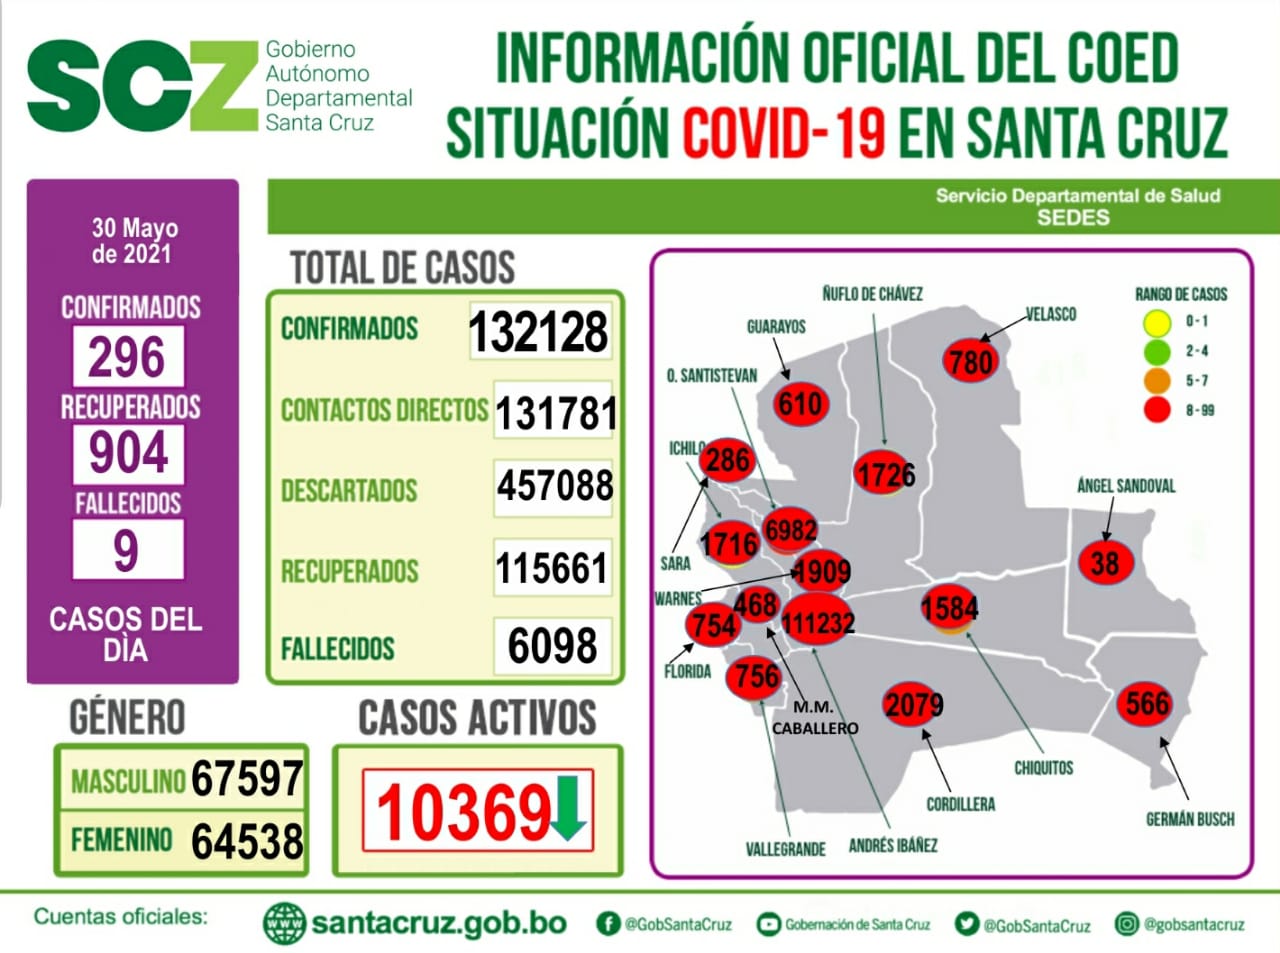 SCZ
Gobierno
Autónomo
Departamental
Santa Cruz
INFORMACIÓN OFICIAL DEL COED
SITUACIÓN COVID-19 EN SANTA CRUZ
Servicio Departamental de Salud
SEDES
30 Mayo
de 2021
CONFIRMADOS
296
RECUPERADOS
904
FALLECIDOS
9
CASOS DEL
DÌA
TOTAL DE CASOS
CONFIRMADOS 132128
CONTACTOS DIRECTOS 131781
DESCARTADOS 457088
RECUPERADOS 115661
FALLECIDOS 6098
GÉNERO
MASCULINO 67597
FEMENINO 64538
CASOS ACTIVOS
10369
ÑUFLO DE CHÁVEZ
GUARAYOS
VELASCO
O. SANTISTEVAN
ICHILO
SARA
WARNES
FLORIDA
M.M.
CABALLERO
VALLEGRANDE
ANDRÉS IBÁÑEZ
CORDILLERA
CHIQUITOS
GERMÁN BUSCH
ÁNGEL SANDOVAL
780
610
286
1726
6982
1716
1909
38
468
754
111232
1584
756
2079
566
RANGO DE CASOS
0-1
2-4
5-7
8-99
Cuentas oficiales:
www
santacruz.gob.bo
@GobSantaCruz
Gobernación de Santa Cruz
@GobSantaCruz
@gobsantacruz